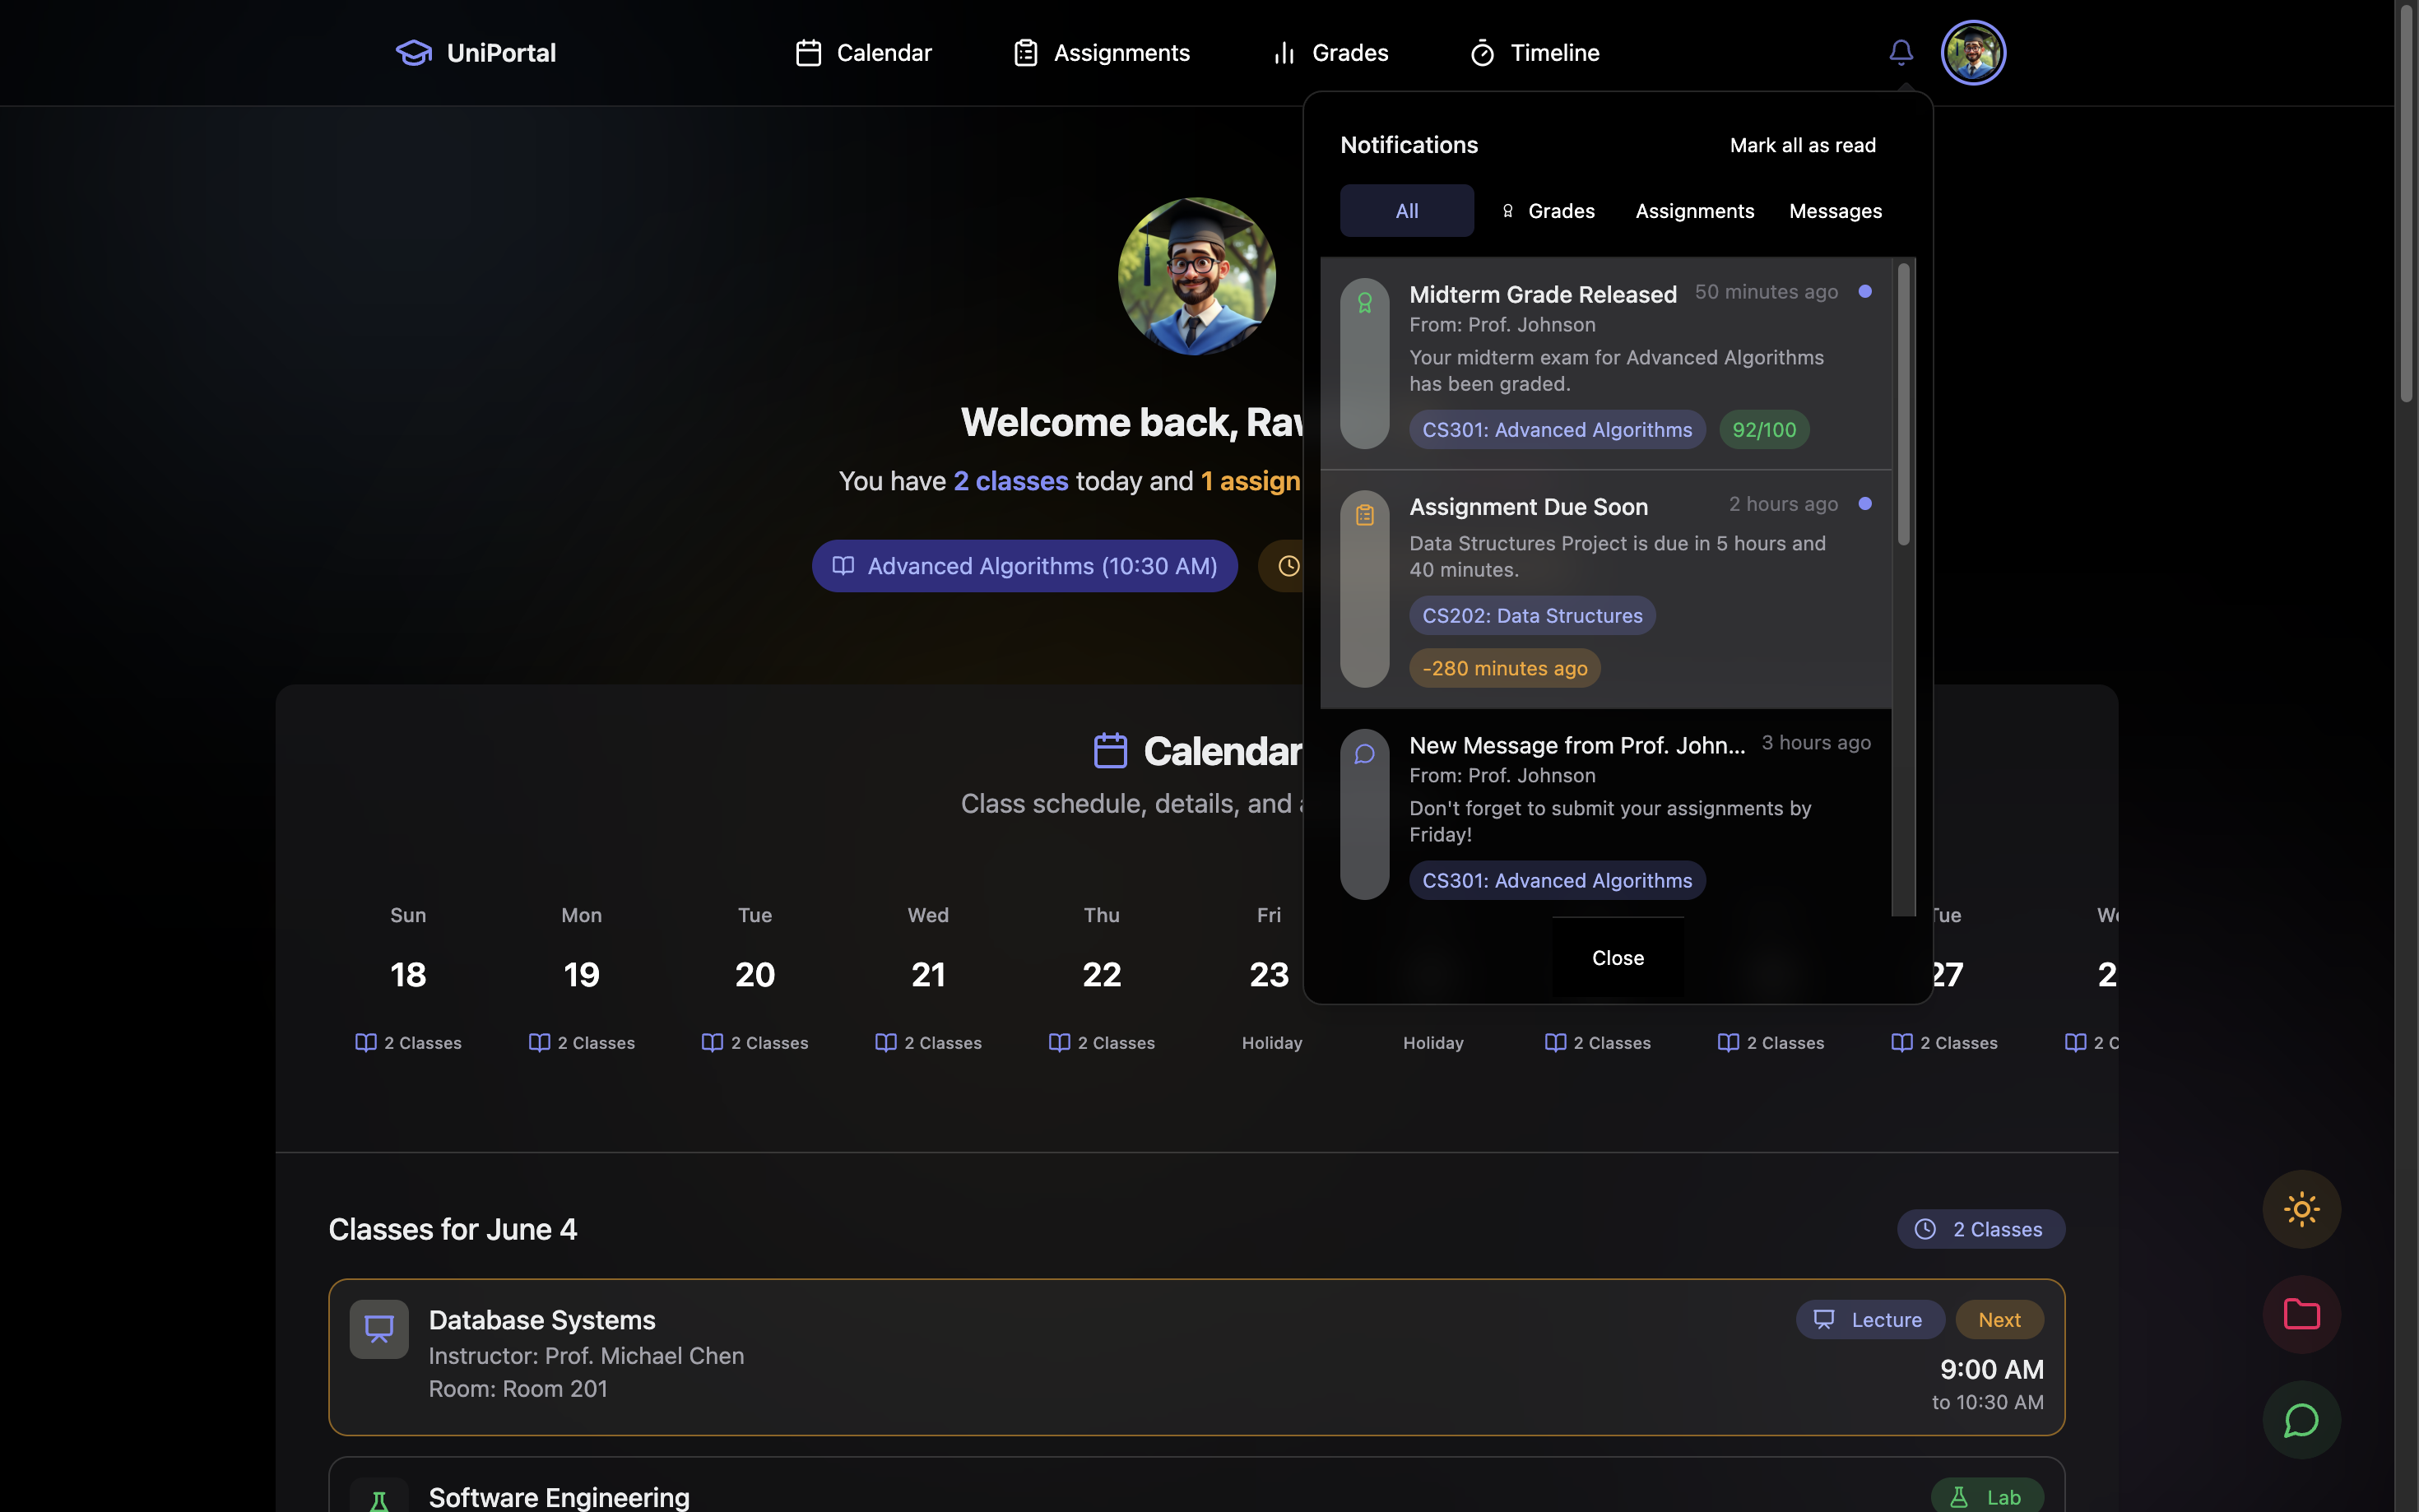 UniPortal
Calendar
Assignments
Grades
Timeline
Notifications
Mark all as read
All
Grades
Assignments
Messages
Midterm Grade Released
50 minutes ago
From: Prof. Johnson
Your midterm exam for Advanced Algorithms
has been graded.
CS301: Advanced Algorithms
92/100
Assignment Due Soon
2 hours ago
Data Structures Project is due in 5 hours and
40 minutes.
CS202: Data Structures
-280 minutes ago
New Message from Prof. John...
3 hours ago
From: Prof. Johnson
Don't forget to submit your assignments by
Friday!
CS301: Advanced Algorithms
Close
Welcome back,
You have 2 classes today and 1
Advanced Algorithms (10:30 AM)
Calendar
Class schedule, details, and
Sun
Mon
Tue
Wed
Thu
Fri
Tue
18
19
20
21
22
23
27
2 Classes
2 Classes
2 Classes
2 Classes
2 Classes
Holiday
Holiday
2 Classes
2 Classes
2 Classes
Classes for June 4
2 Classes
Database Systems
Instructor: Prof. Michael Chen
Room: Room 201
Lecture
Next
9:00 AM
to 10:30 AM
Software Engineering
Lab